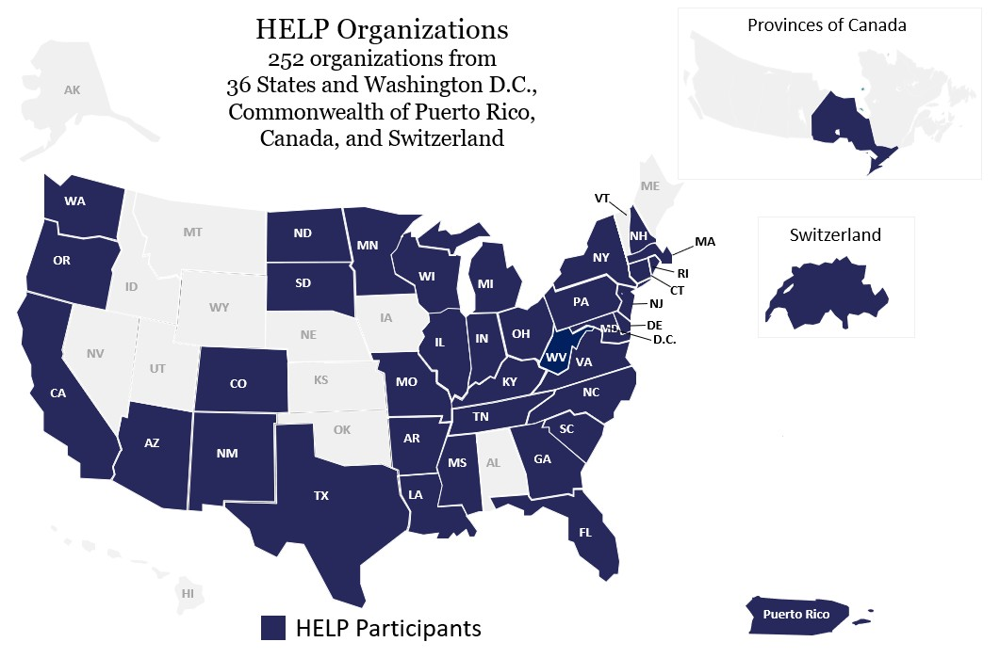 HELP Organizations
252 organizations from
36 States and Washington D.C.,
Commonwealth of Puerto Rico,
Canada, and Switzerland
Provinces of Canada
AK
ME
VT
WA
NH
MT
ND
MN
MA
Switzerland
OR
NY
SD
WI
MI
RI
ID
CT
WY
PA
NJ
IA
MD
DE
NE
OH
D.C.
IL
IN
NV
WV
VA
UT
KS
MO
KY
CO
CA
NC
TN
OK
SC
AZ
AR
NM
MS
AL
GA
TX
LA
FL
HI
Puerto Rico
HELP Participants